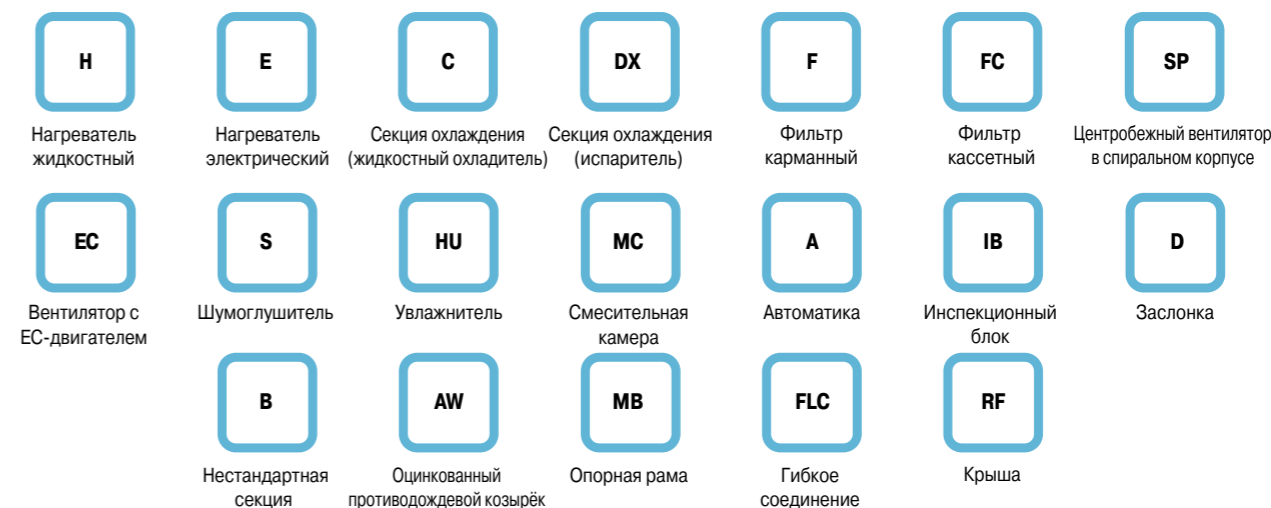 H
E
C
DX
F
FC
SP
Нагреватель
жидкостный
Нагреватель
электрический
Секция охлаждения
(жидкостный охладитель)
Секция охлаждения
(испаритель)
Фильтр
карманный
Фильтр
кассетный
Центробежный вентилятор
в спиральном корпусе
EC
S
HU
MC
A
IB
D
Вентилятор с
ЕС-двигателем
Шумоглушитель
Увлажнитель
Смесительная
камера
Автоматика
Инспекционный
блок
Заслонка
B
AW
MB
FLC
RF
Нестандартная
секция
Оцинкованный
противодождевой козырёк
Опорная рама
Гибкое
соединение
Крыша